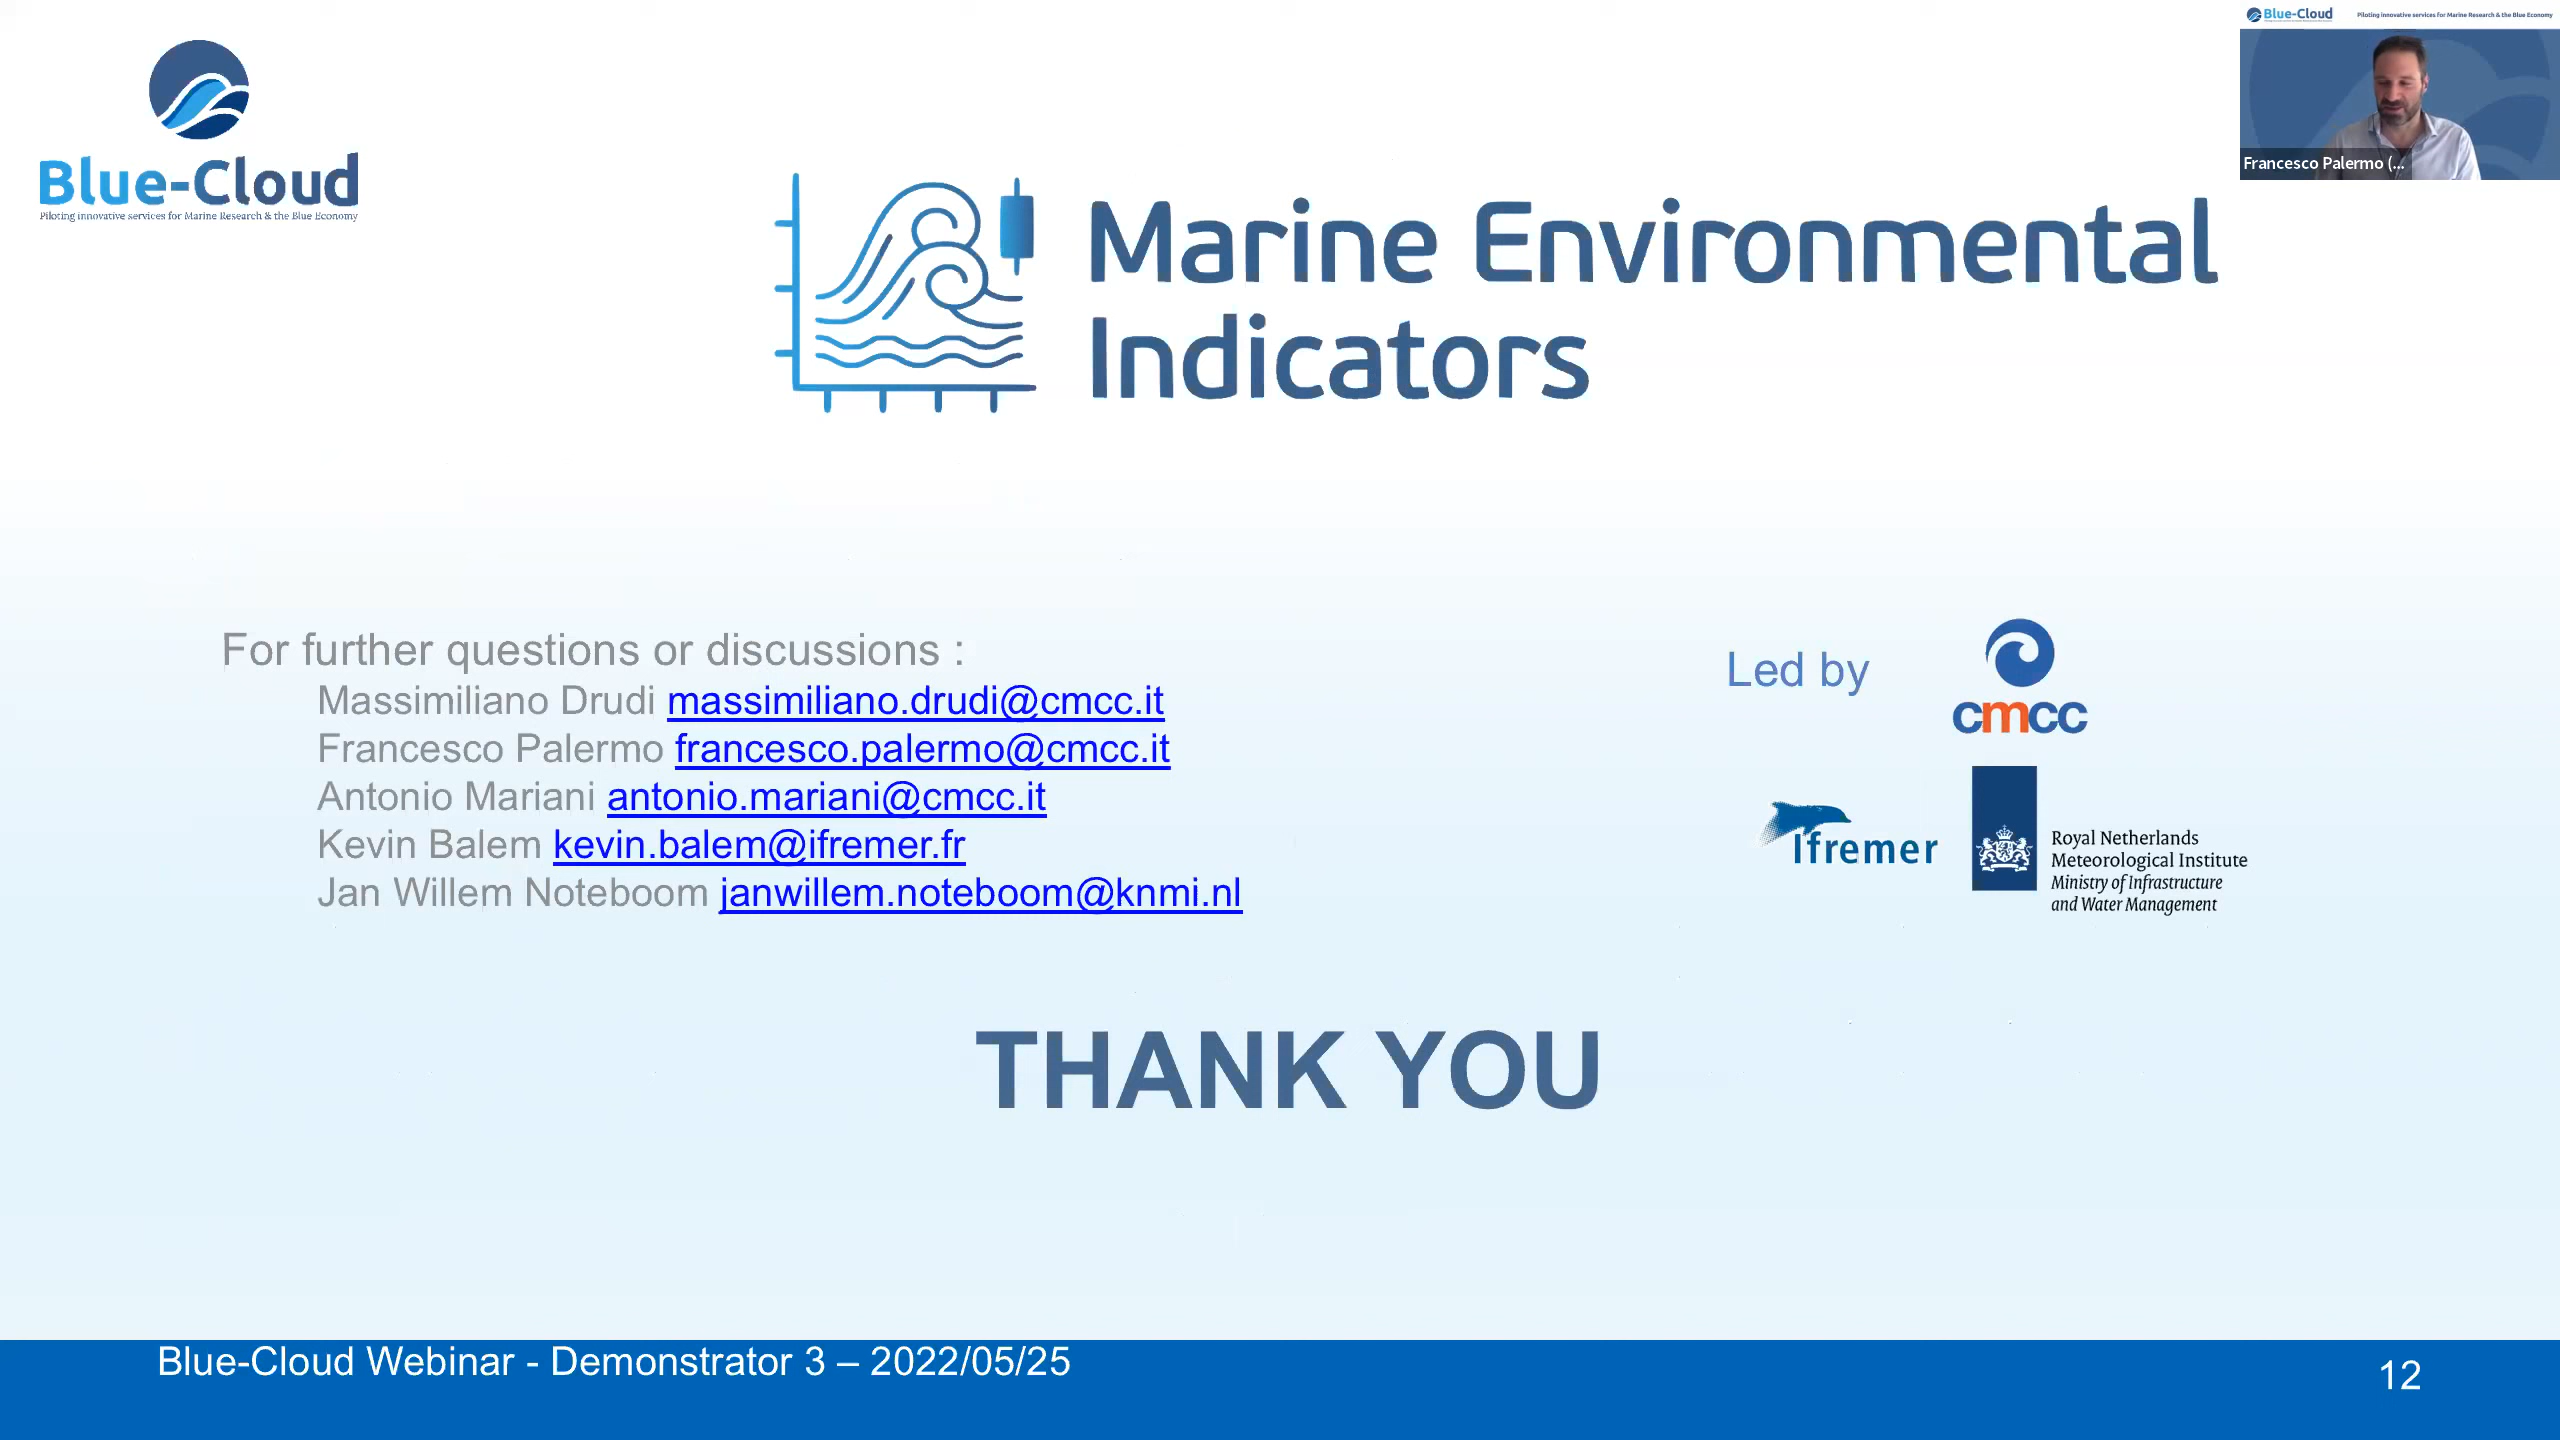 Blue-Cloud
Piloting innovative services for Marine Research & the Blue Economy
Blue-Cloud Piloting innovative services for Marine Research & the Blue Economy
Francesco Palermo (...
Marine Environmental
Indicators
For further questions or discussions :
Massimiliano Drudi massimiliano.drudi@cmcc.it
Francesco Palermo francesco.palermo@cmcc.it
Antonio Mariani antonio.mariani@cmcc.it
Kevin Balem kevin.balem@ifremer.fr
Jan Willem Noteboom janwillem.noteboom@knmi.nl
Led by
cmcc
Ifremer
Royal Netherlands
Meteorological Institute
Ministry of Infrastructure
and Water Management
THANK YOU
Blue-Cloud Webinar - Demonstrator 3 – 2022/05/25
12